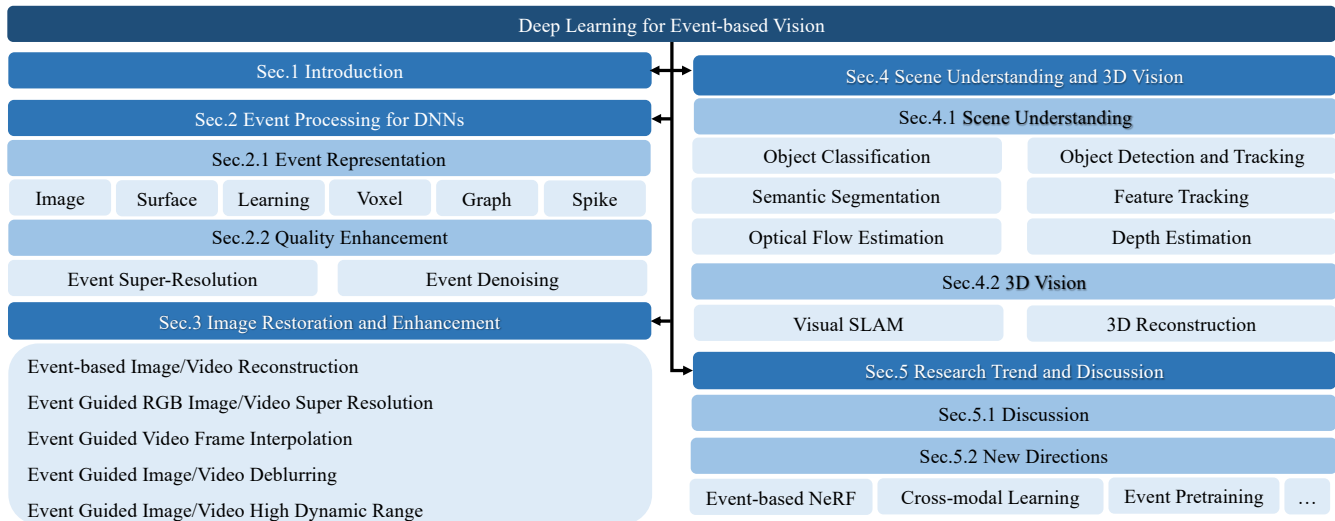 Deep Learning for Event-based Vision
Sec.1 Introduction
Sec.2 Event Processing for DNNs
Sec.2.1 Event Representation
Image Surface Learning Voxel Graph Spike
Sec.2.2 Quality Enhancement
Event Super-Resolution Event Denoising
Sec.3 Image Restoration and Enhancement
Event-based Image/Video Reconstruction
Event Guided RGB Image/Video Super Resolution
Event Guided Video Frame Interpolation
Event Guided Image/Video Deblurring
Event Guided Image/Video High Dynamic Range
Sec.4 Scene Understanding and 3D Vision
Sec.4.1 Scene Understanding
Object Classification Object Detection and Tracking
Semantic Segmentation Feature Tracking
Optical Flow Estimation Depth Estimation
Sec.4.2 3D Vision
Visual SLAM 3D Reconstruction
Sec.5 Research Trend and Discussion
Sec.5.1 Discussion
Sec.5.2 New Directions
Event-based NeRF Cross-modal Learning Event Pretraining …